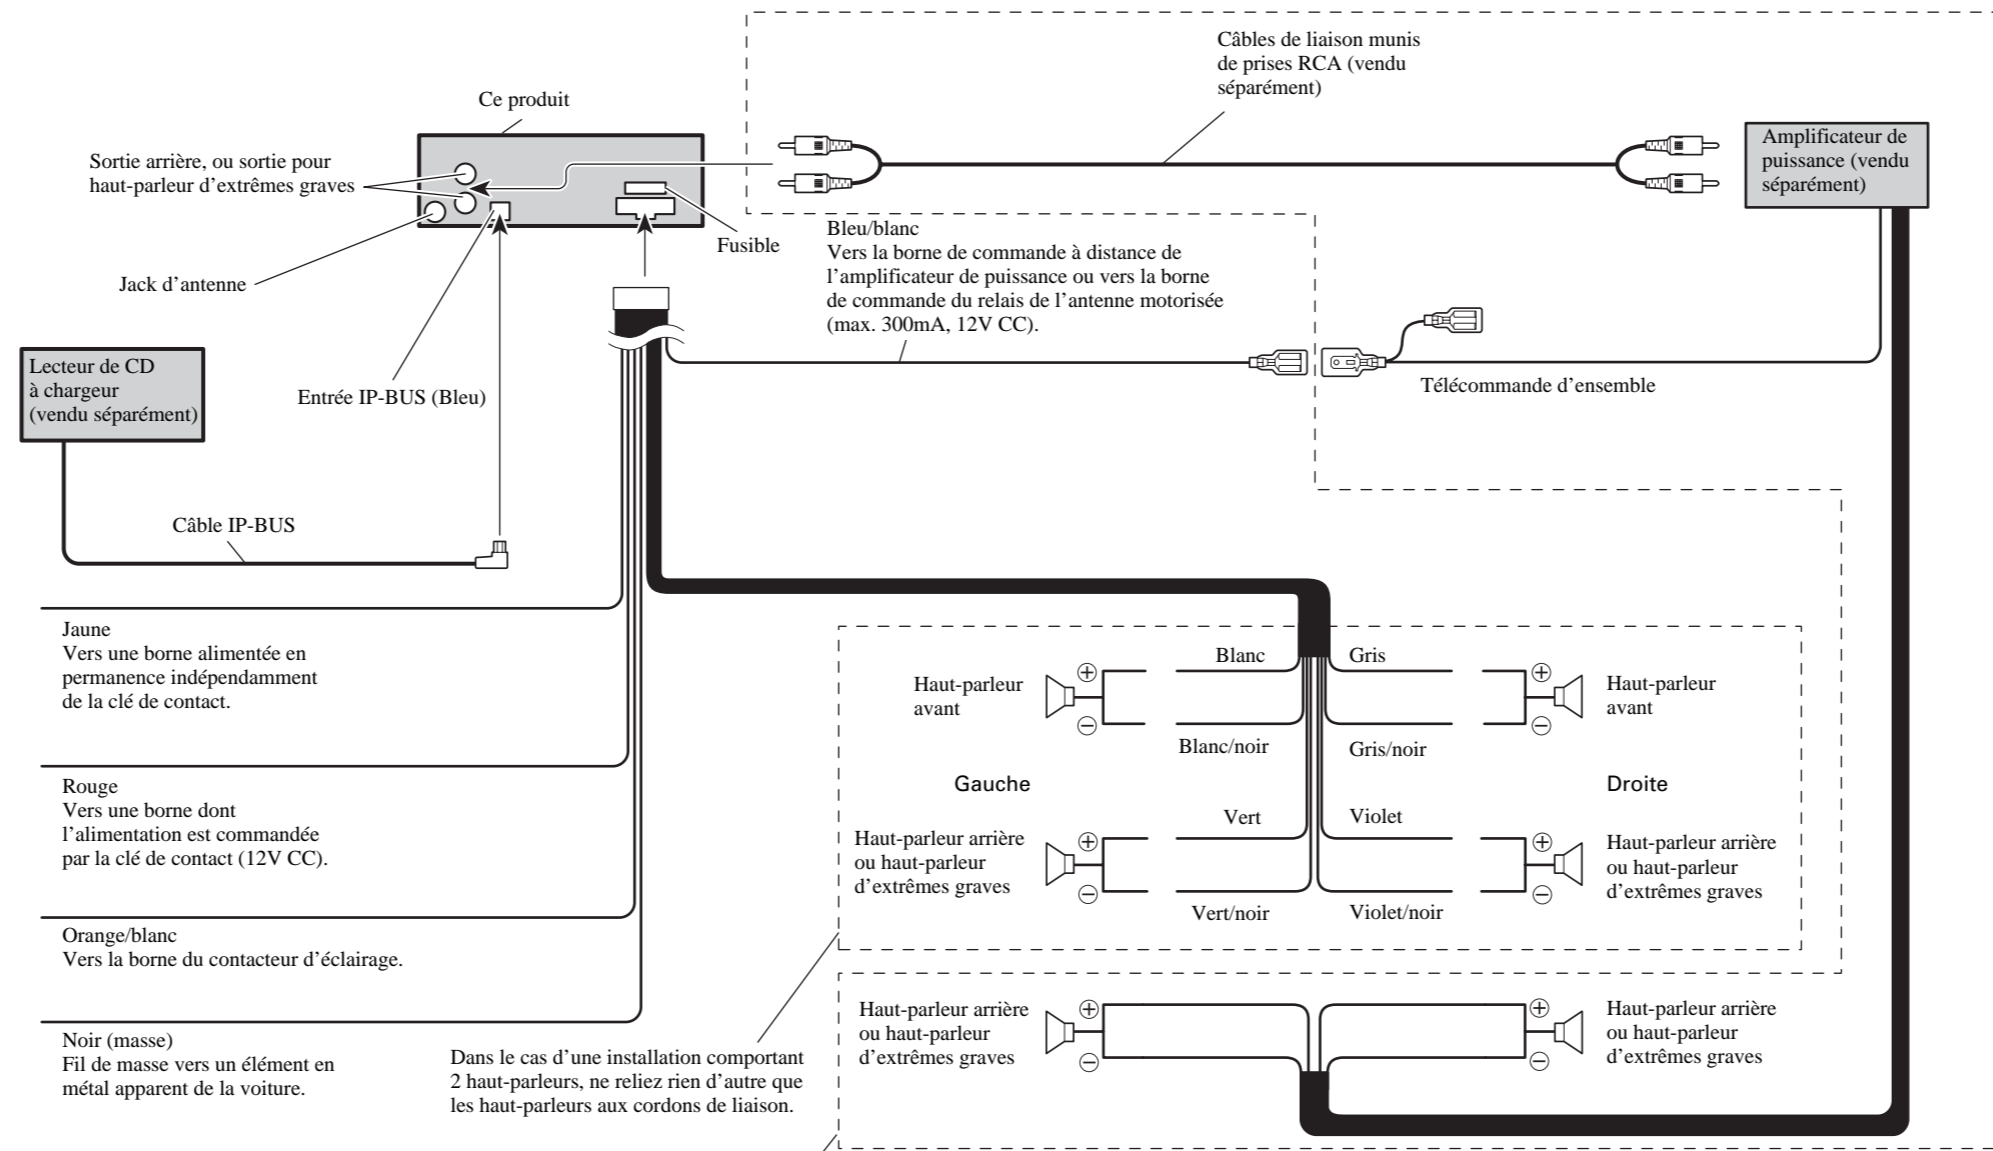 Câbles de liaison munis
de prises RCA (vendu
séparément)
Ce produit
Amplificateur de
puissance (vendu
séparément)
Sortie arrière, ou sortie pour
haut-parleur d’extrêmes graves
Fusible
Jack d’antenne
Bleu/blanc
Vers la borne de commande à distance de
l’amplificateur de puissance ou vers la borne
de commande du relais de l’antenne motorisée
(max. 300mA, 12V CC).
Lecteur de CD
à chargeur
(vendu séparément)
Entrée IP-BUS (Bleu)
Télécommande d’ensemble
Câble IP-BUS
Jaune
Vers une borne alimentée en
permanence indépendamment
de la clé de contact.
Rouge
Vers une borne dont
l’alimentation est commandée
par la clé de contact (12V CC).
Orange/blanc
Vers la borne du contacteur d’éclairage.
Noir (masse)
Fil de masse vers un élément en
métal apparent de la voiture.
Blanc
Gris
Haut-parleur
avant
⊕
⊖
⊕
⊖
Haut-parleur
avant
Blanc/noir
Gris/noir
Gauche
Droite
Vert
Violet
Haut-parleur arrière
ou haut-parleur
d’extrêmes graves
⊕
⊖
⊕
⊖
Haut-parleur arrière
ou haut-parleur
d’extrêmes graves
Vert/noir
Violet/noir
Haut-parleur arrière
ou haut-parleur
d’extrêmes graves
⊕
⊖
⊕
⊖
Haut-parleur arrière
ou haut-parleur
d’extrêmes graves
Dans le cas d’une installation comportant
2 haut-parleurs, ne reliez rien d’autre que
les haut-parleurs aux cordons de liaison.